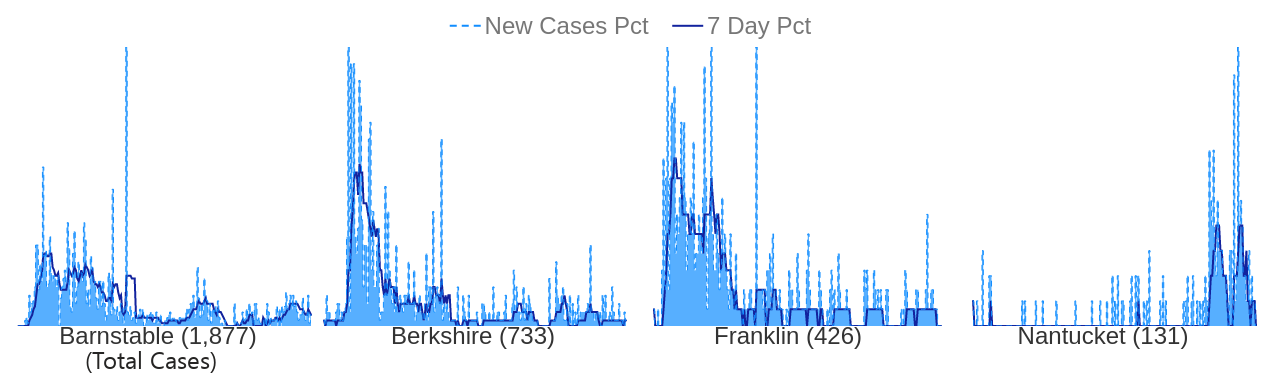 New Cases Pct 7 Day Pct
Barnstable (1,877) Berkshire (733) Franklin (426) Nantucket (131)
(Total Cases)